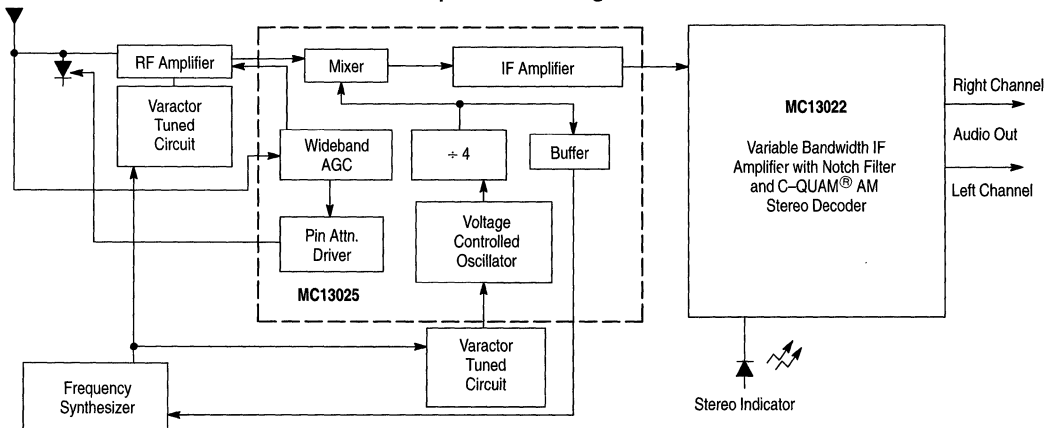 RF Amplifier
Mixer
IF Amplifier
Varactor
Tuned
Circuit
Wideband
AGC
÷ 4
Buffer
Pin Attn.
Driver
Voltage
Controlled
Oscillator
MC13025
Varactor
Tuned
Circuit
Frequency
Synthesizer
MC13022
Variable Bandwidth IF
Amplifier with Notch Filter
and C–QUAM® AM
Stereo Decoder
Right Channel
Audio Out
Left Channel
Stereo Indicator